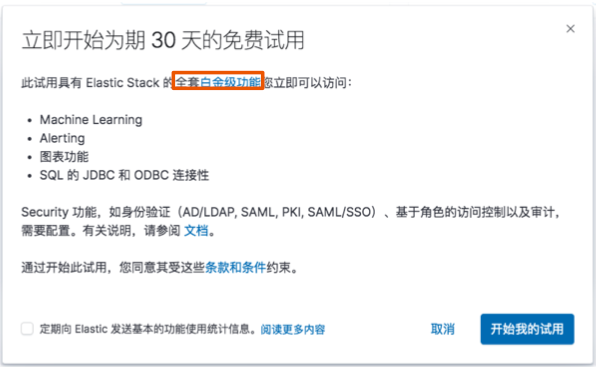 立即开始为期 30 天的免费试用
此试用具有 Elastic Stack 的全套白金级功能您立即可以访问：
• Machine Learning
• Alerting
• 图表功能
• SQL 的 JDBC 和 ODBC 连接性
Security 功能，如身份验证（AD/LDAP, SAML, PKI, SAML/SSO）、基于角色的访问控制以及审计，
需要配置。有关说明，请参阅 文档。
通过开始此试用，您同意其受这些条款和条件约束。
定期向 Elastic 发送基本的功能使用统计信息。阅读更多内容
取消
开始我的试用